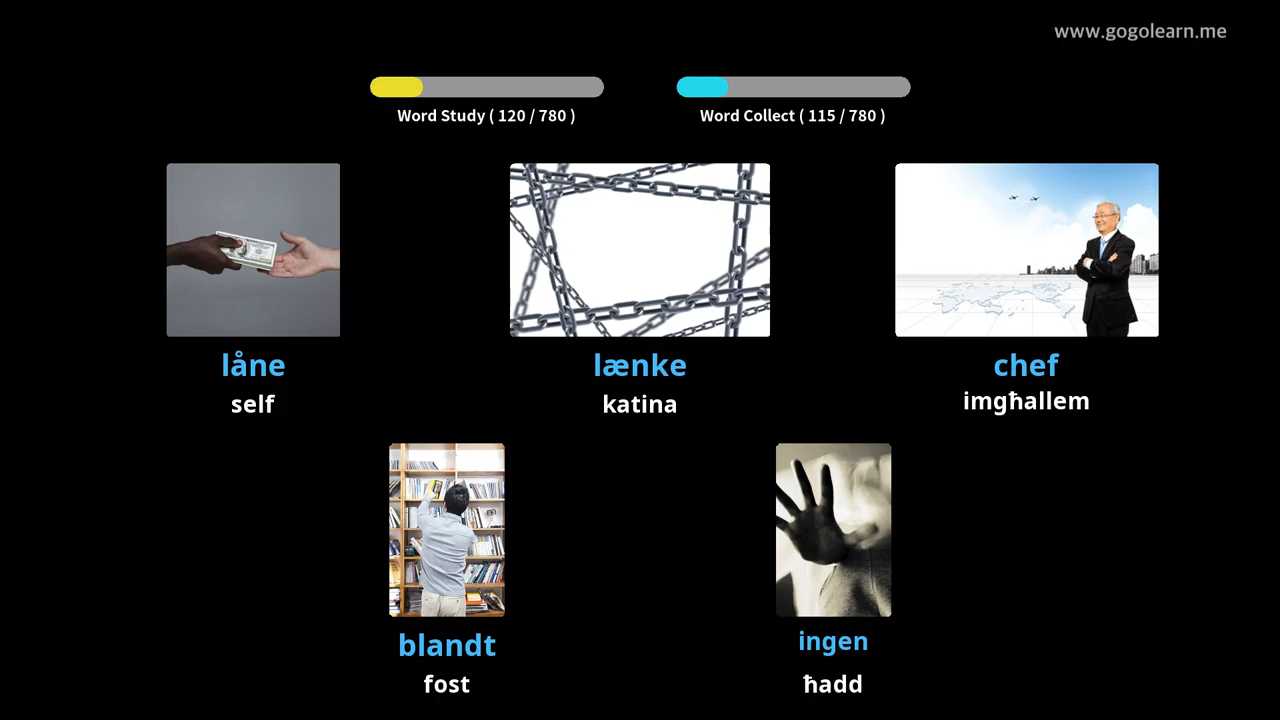 www.gogolearn.me
Word Study ( 120 / 780 )
Word Collect ( 115 / 780 )
låne
self
lænke
katina
chef
imgħallem
blandt
fost
ingen
ħadd